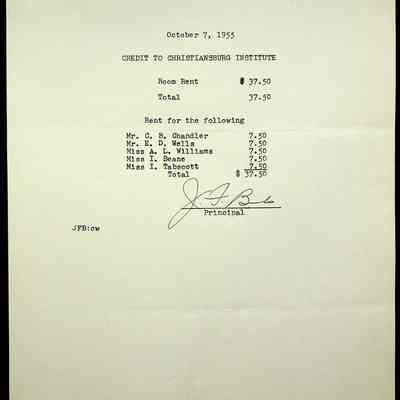 October 7, 1955
CREDIT TO CHRISTIANSBURG INSTITUTE
Room Rent $ 37.50
Total 37.50
Rent for the following
Mr. C. B. Chandler 7.50
Mr. E. D. Wells 7.50
Miss A. L. Williams 7.50
Miss I. Beane 7.50
Miss I. Tabscott 7.50
Total $ 37.50
J. F. B
Principal
JFB:cw